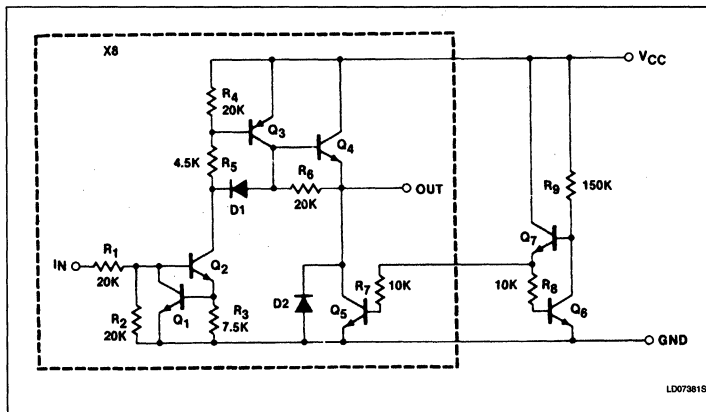 X8
VCC
R4
20K
Q3
Q4
4.5K
R5
R6
20K
D1
OUT
R9
150K
Q7
IN
R1
20K
Q2
R7
10K
10K
R8
D2
Q5
Q6
R2
20K
Q1
R3
7.5K
GND
LD07381S